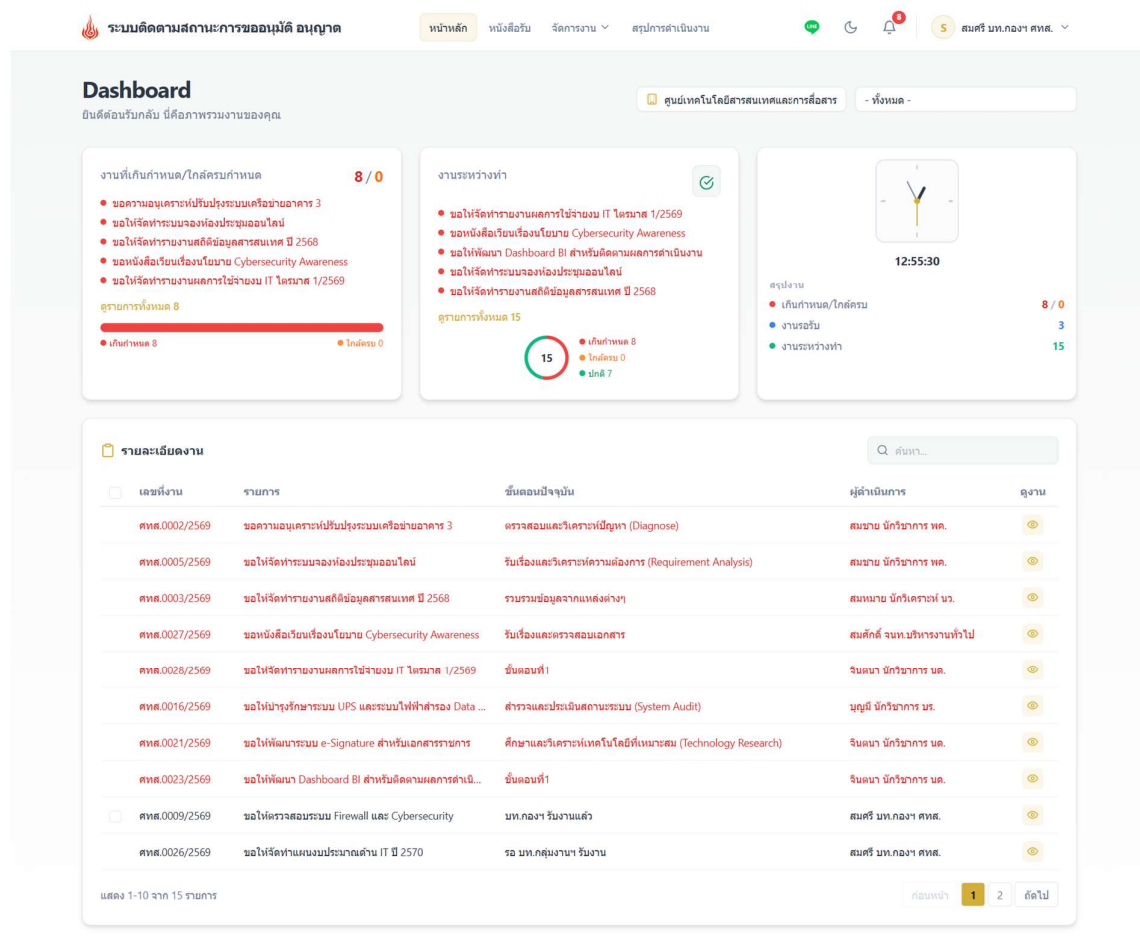 ระบบติดตามสถานะการขออนุมัติ อนุญาต
หน้าหลัก
หนังสือรับ
จัดการงาน
สรุปการดำเนินงาน
LINE
8
S
สมศรี บท.กองฯ ศทส.
Dashboard
ยินดีต้อนรับกลับ นี่คือภาพรวมงานของคุณ
ศูนย์เทคโนโลยีสารสนเทศและการสื่อสาร
- ทั้งหมด -
งานที่เกินกำหนด/ใกล้ครบกำหนด
8 / 0
ขอความอนุเคราะห์ปรับปรุงระบบเครือข่ายอาคาร 3
ขอให้จัดทำระบบจองห้องประชุมออนไลน์
ขอให้จัดทำรายงานสถิติข้อมูลสารสนเทศ ปี 2568
ขอหนังสือเวียนเรื่องนโยบาย Cybersecurity Awareness
ขอให้จัดทำรายงานผลการใช้จ่ายงบ IT ไตรมาส 1/2569
ดูรายการทั้งหมด 8
เกินกำหนด 8
ใกล้ครบ 0
งานระหว่างทำ
ขอให้จัดทำรายงานผลการใช้จ่ายงบ IT ไตรมาส 1/2569
ขอหนังสือเวียนเรื่องนโยบาย Cybersecurity Awareness
ขอให้พัฒนา Dashboard BI สำหรับติดตามผลการดำเนินงาน
ขอให้จัดทำระบบจองห้องประชุมออนไลน์
ขอให้จัดทำรายงานสถิติข้อมูลสารสนเทศ ปี 2568
ดูรายการทั้งหมด 15
15
เกินกำหนด 8
ใกล้ครบ 0
ปกติ 7
12:55:30
สรุปงาน
เกินกำหนด/ใกล้ครบ 8 / 0
งานรอรับ 3
งานระหว่างทำ 15
รายละเอียดงาน
ค้นหา...
เลขที่งาน รายการ ขั้นตอนปัจจุบัน ผู้ดำเนินการ ดูงาน
ศทส.0002/2569 ขอความอนุเคราะห์ปรับปรุงระบบเครือข่ายอาคาร 3 ตรวจสอบและวิเคราะห์ปัญหา (Diagnose) สมชาย นักวิชาการ พค.
ศทส.0005/2569 ขอให้จัดทำระบบจองห้องประชุมออนไลน์ รับเรื่องและวิเคราะห์ความต้องการ (Requirement Analysis) สมชาย นักวิชาการ พค.
ศทส.0003/2569 ขอให้จัดทำรายงานสถิติข้อมูลสารสนเทศ ปี 2568 รวบรวมข้อมูลจากแหล่งต่างๆ สมหมาย นักวิเคราะห์ นว.
ศทส.0027/2569 ขอหนังสือเวียนเรื่องนโยบาย Cybersecurity Awareness รับเรื่องและตรวจสอบเอกสาร สมศักดิ์ จนท.บริหารงานทั่วไป
ศทส.0028/2569 ขอให้จัดทำรายงานผลการใช้จ่ายงบ IT ไตรมาส 1/2569 ขั้นตอนที่1 จินตนา นักวิชาการ นด.
ศทส.0016/2569 ขอให้บำรุงรักษาระบบ UPS และระบบไฟฟ้าสำรอง Data ... สำรวจและประเมินสถานะระบบ (System Audit) บุญมี นักวิชาการ บร.
ศทส.0021/2569 ขอให้พัฒนาระบบ e-Signature สำหรับเอกสารราชการ ศึกษาและวิเคราะห์เทคโนโลยีที่เหมาะสม (Technology Research) จินตนา นักวิชาการ นด.
ศทส.0023/2569 ขอให้พัฒนา Dashboard BI สำหรับติดตามผลการดำเนิ... ขั้นตอนที่1 จินตนา นักวิชาการ นด.
ศทส.0009/2569 ขอให้ตรวจสอบระบบ Firewall และ Cybersecurity บท.กองฯ รับงานแล้ว สมศรี บท.กองฯ ศทส.
ศทส.0026/2569 ขอให้จัดทำแผนงบประมาณด้าน IT ปี 2570 รอ บท.กลุ่มงานฯ รับงาน สมศรี บท.กองฯ ศทส.
แสดง 1-10 จาก 15 รายการ
ก่อนหน้า 1 2 ถัดไป